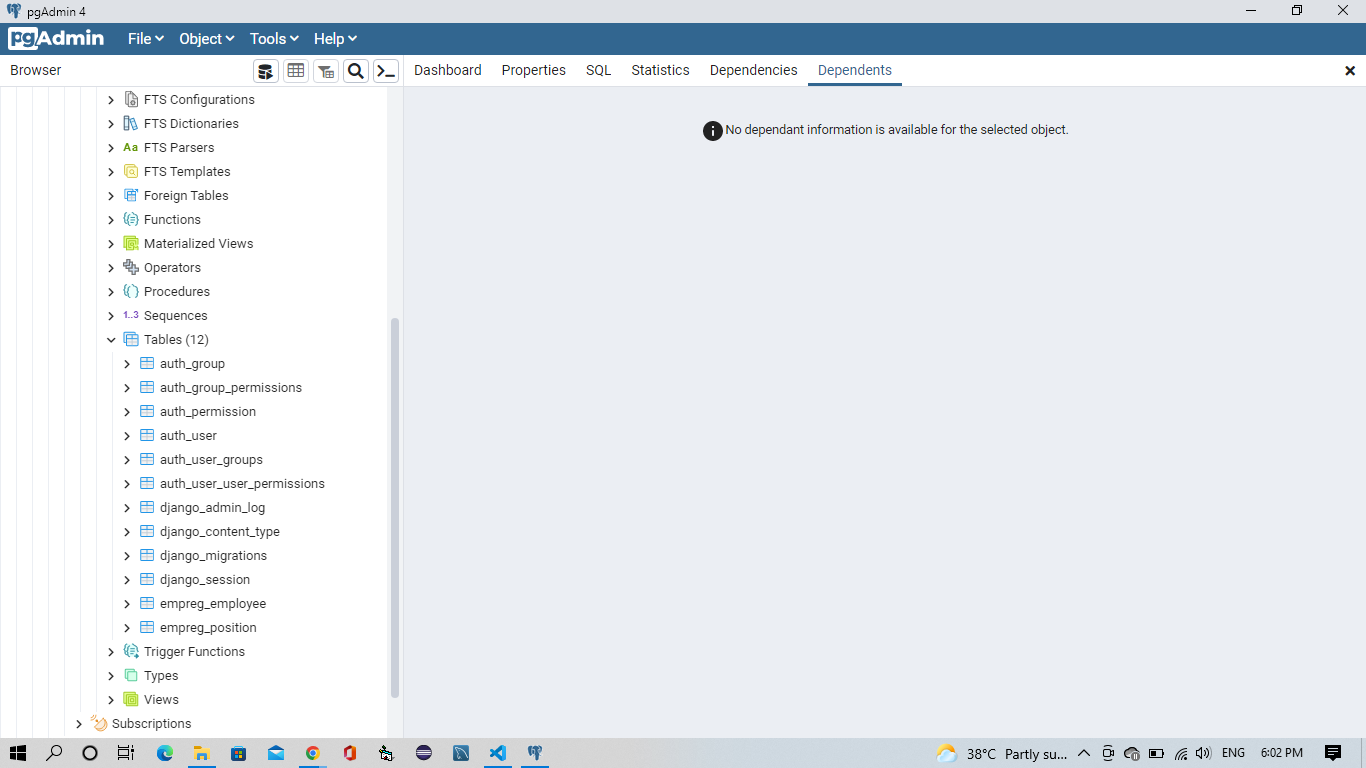 pgAdmin 4
pgAdmin File Object Tools Help
Browser
Dashboard Properties SQL Statistics Dependencies Dependents
FTS Configurations
FTS Dictionaries
Aa FTS Parsers
FTS Templates
Foreign Tables
Functions
Materialized Views
Operators
Procedures
1..3 Sequences
Tables (12)
auth_group
auth_group_permissions
auth_permission
auth_user
auth_user_groups
auth_user_user_permissions
django_admin_log
django_content_type
django_migrations
django_session
empreg_employee
empreg_position
Trigger Functions
Types
Views
Subscriptions
No dependant information is available for the selected object.
38°C Partly su... ENG 6:02 PM